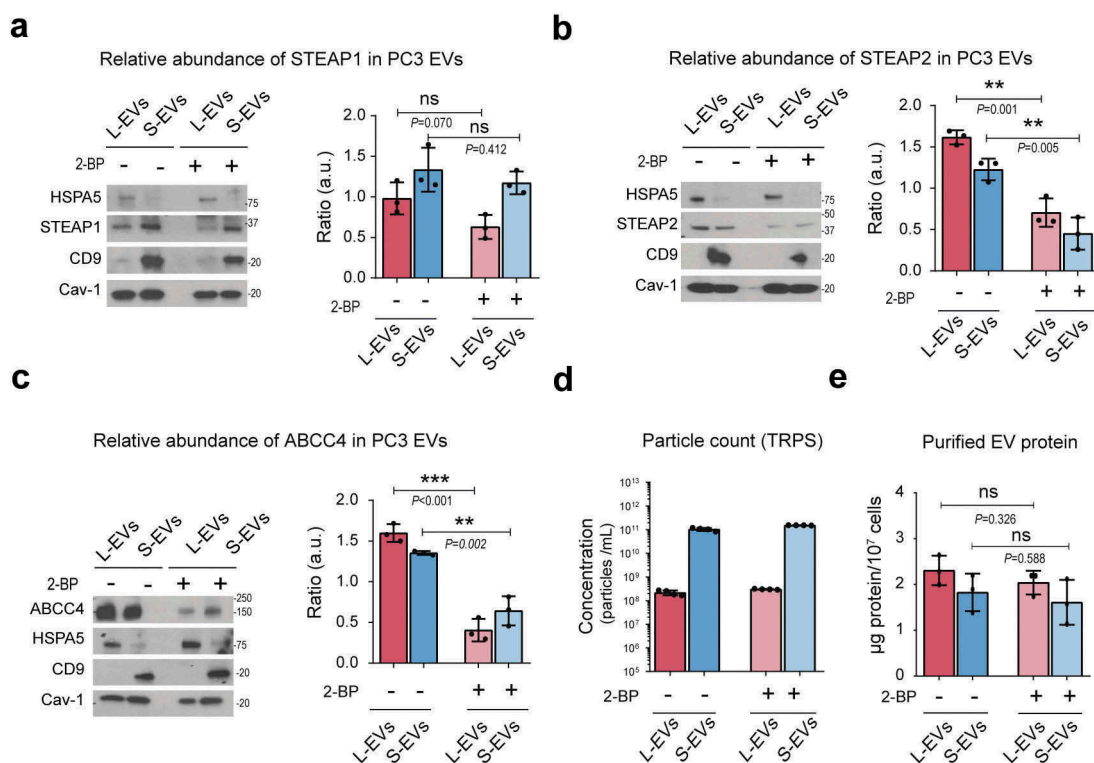 a
Relative abundance of STEAP1 in PC3 EVs
L-EVs S-EVs L-EVs S-EVs
2-BP - - + +
HSPA5 -75
STEAP1 -37
CD9 -20
Cav-1 -20
Ratio (a.u.)
2.0
1.5
1.0
0.5
0.0
ns
P=0.070
ns
P=0.412
2-BP - - + +
L-EVs S-EVs L-EVs S-EVs
b
Relative abundance of STEAP2 in PC3 EVs
L-EVs S-EVs L-EVs S-EVs
2-BP - - + +
HSPA5 -75
-50
STEAP2 -37
CD9 -20
Cav-1 -20
Ratio (a.u.)
2.0
1.5
1.0
0.5
0.0
**
P=0.001
**
P=0.005
2-BP - - + +
L-EVs S-EVs L-EVs S-EVs
c
Relative abundance of ABCC4 in PC3 EVs
L-EVs S-EVs L-EVs S-EVs
2-BP - - + +
-250
ABCC4 -150
HSPA5 -75
CD9 -20
Cav-1 -20
Ratio (a.u.)
2.0
1.5
1.0
0.5
0.0
***
P<0.001
**
P=0.002
2-BP - - + +
L-EVs S-EVs L-EVs S-EVs
d
Particle count (TRPS)
Concentration
(particles /mL)
10¹³
10¹²
10¹¹
10¹⁰
10⁹
10⁸
10⁷
10⁶
10⁵
2-BP - - + +
L-EVs S-EVs L-EVs S-EVs
e
Purified EV protein
µg protein/10⁷ cells
4
3
2
1
0
ns
P=0.326
ns
P=0.588
2-BP - - + +
L-EVs S-EVs L-EVs S-EVs